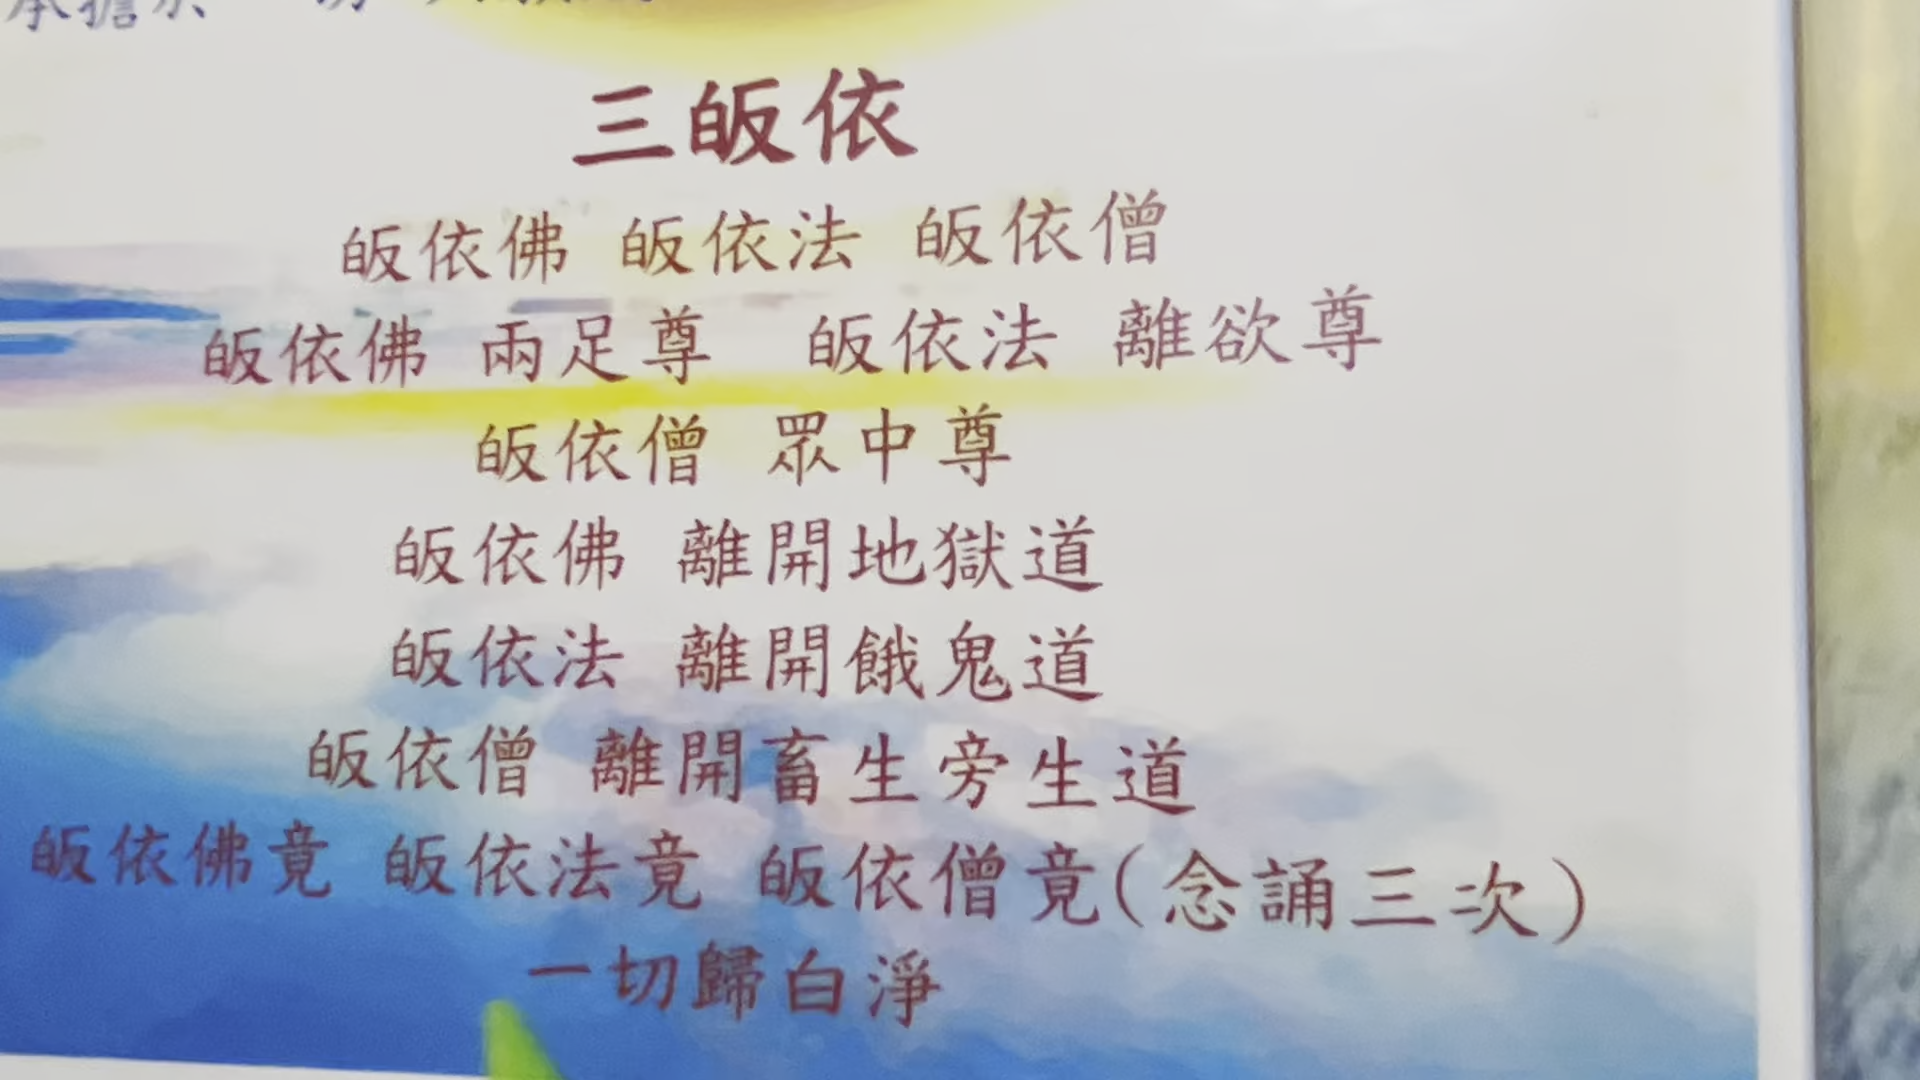 三皈依
皈依佛 皈依法 皈依僧
皈依佛 兩足尊 皈依法 離欲尊
皈依僧 眾中尊
皈依佛 離開地獄道
皈依法 離開餓鬼道
皈依僧 離開畜生旁生道
皈依佛竟 皈依法竟 皈依僧竟(念誦三次)
一切歸白淨